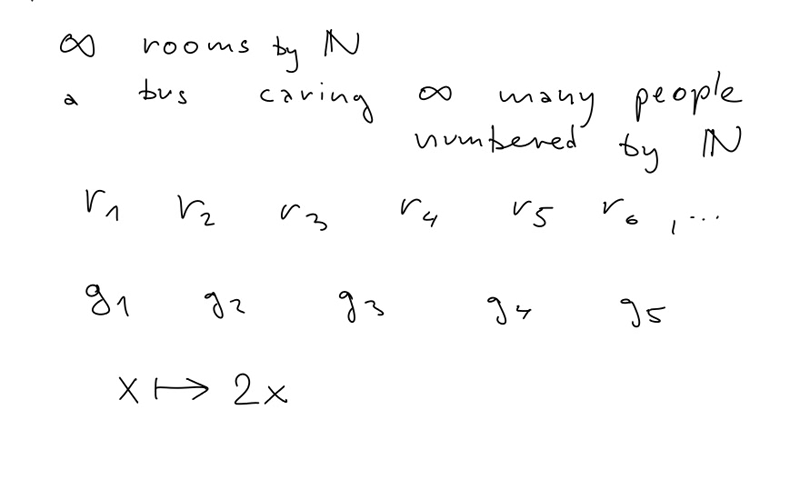 ∞ rooms by ℕ
a bus caring ∞ many people
numbered by ℕ
r₁ r₂ r₃ r₄ r₅ r₆ , ...
g₁ g₂ g₃ g₄ g₅
x ↦ 2x